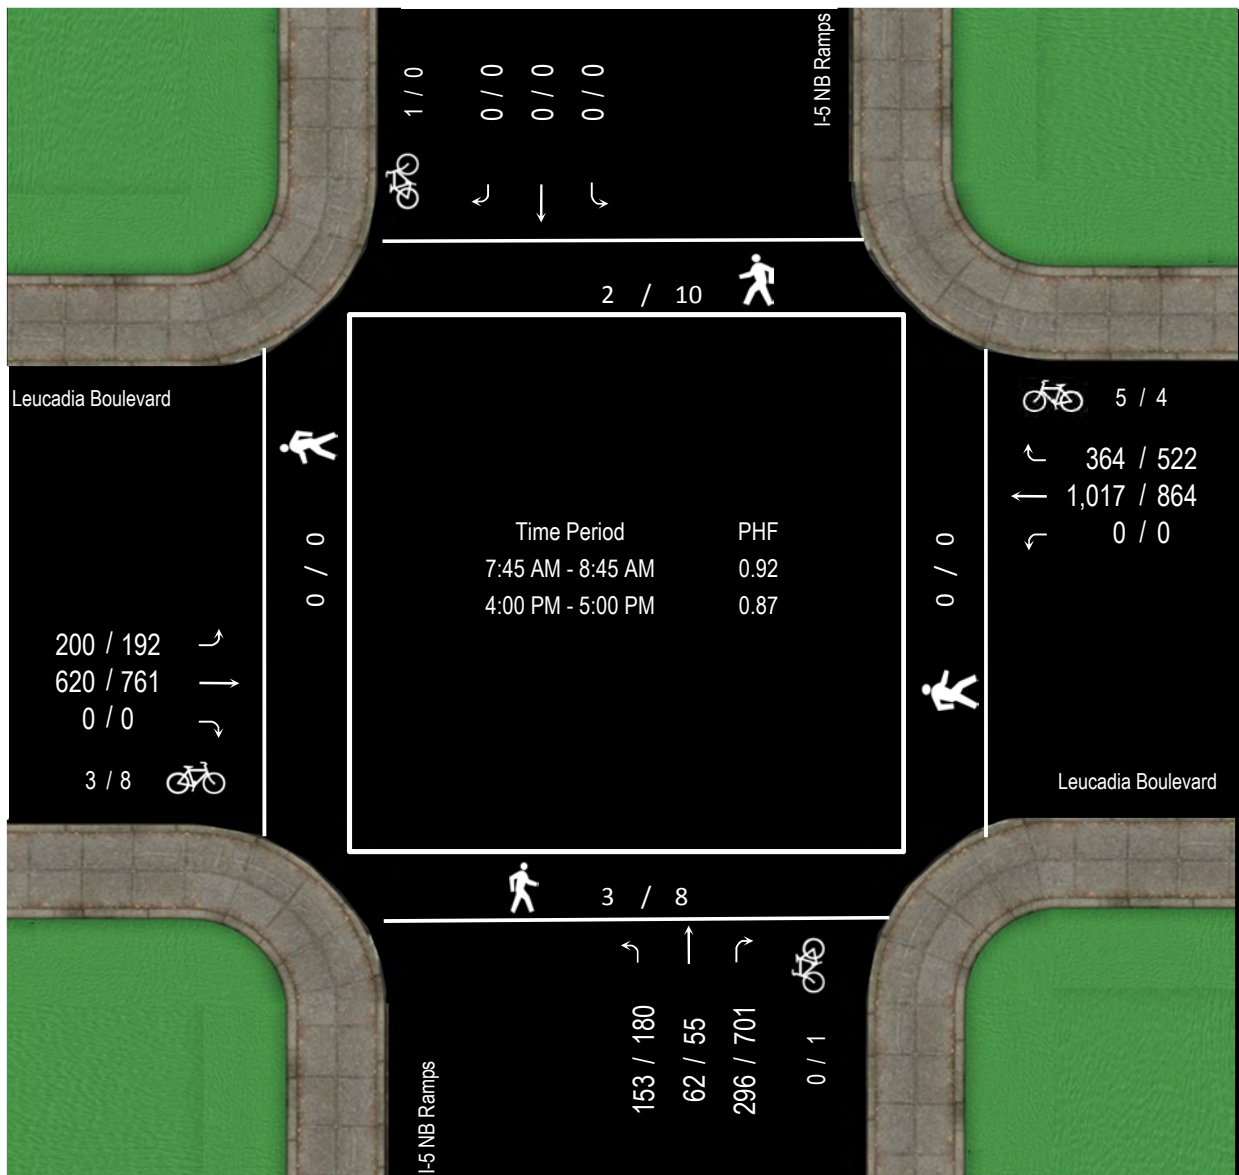 I-5 NB Ramps
1 / 0
0 / 0
0 / 0
0 / 0
2 / 10
Leucadia Boulevard
5 / 4
364 / 522
1,017 / 864
0 / 0
0 / 0
Time Period PHF
7:45 AM - 8:45 AM 0.92
4:00 PM - 5:00 PM 0.87
0 / 0
200 / 192
620 / 761
0 / 0
3 / 8
Leucadia Boulevard
3 / 8
153 / 180
62 / 55
296 / 701
0 / 1
I-5 NB Ramps